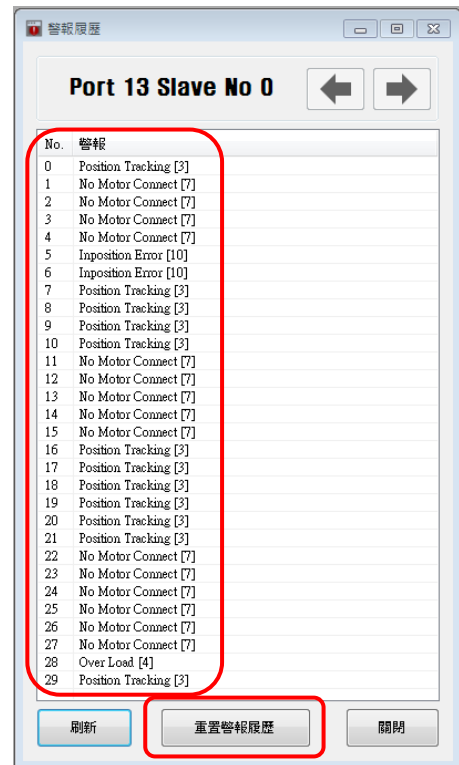 警報履歷
Port 13 Slave No 0
No. 警報
0 Position Tracking [3]
1 No Motor Connect [7]
2 No Motor Connect [7]
3 No Motor Connect [7]
4 No Motor Connect [7]
5 Inposition Error [10]
6 Inposition Error [10]
7 Position Tracking [3]
8 Position Tracking [3]
9 Position Tracking [3]
10 Position Tracking [3]
11 No Motor Connect [7]
12 No Motor Connect [7]
13 No Motor Connect [7]
14 No Motor Connect [7]
15 No Motor Connect [7]
16 Position Tracking [3]
17 Position Tracking [3]
18 Position Tracking [3]
19 Position Tracking [3]
20 Position Tracking [3]
21 Position Tracking [3]
22 No Motor Connect [7]
23 No Motor Connect [7]
24 No Motor Connect [7]
25 No Motor Connect [7]
26 No Motor Connect [7]
27 No Motor Connect [7]
28 Over Load [4]
29 Position Tracking [3]
刷新 重置警報履歷 關閉